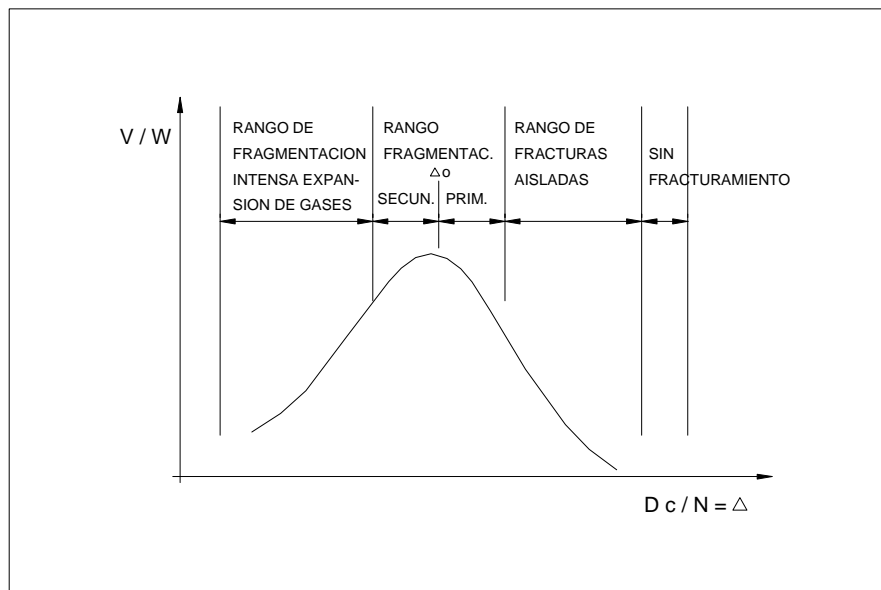 V / W
RANGO DE
FRAGMENTACION
INTENSA EXPAN-
SION DE GASES
RANGO
FRAGMENTAC.
△o
SECUN. PRIM.
RANGO DE
FRACTURAS
AISLADAS
SIN
FRACTURAMIENTO
D c / N = △